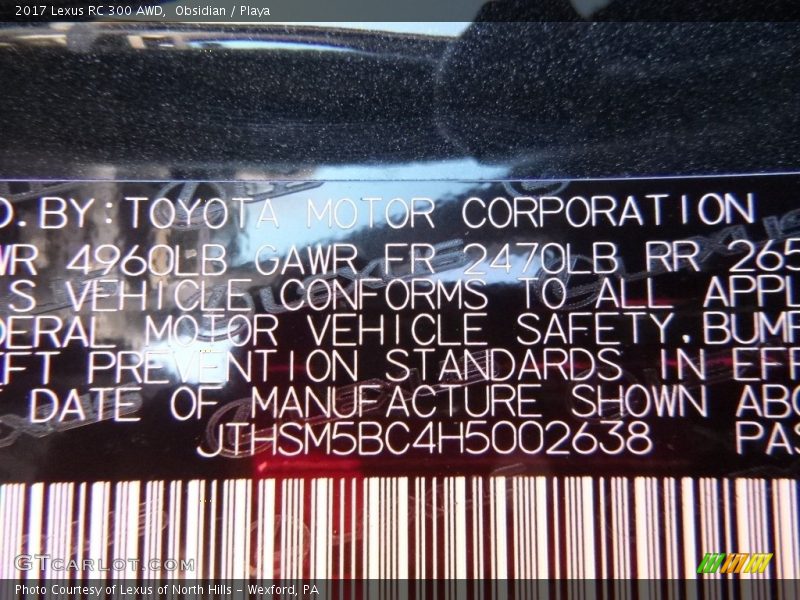 2017 Lexus RC 300 AWD,  Obsidian / Playa
D.BY:TOYOTA MOTOR CORPORATION
WR 4960LB GAWR FR 2470LB RR 265
S VEHICLE CONFORMS TO ALL APPL
DERAL MOTOR VEHICLE SAFETY.BUMP
EFT PREVENTION STANDARDS IN EFF
DATE OF MANUFACTURE SHOWN ABO
JTHSM5BC4H5002638 PAS
GTCarLot.com
Photo Courtesy of Lexus of North Hills – Wexford, PA